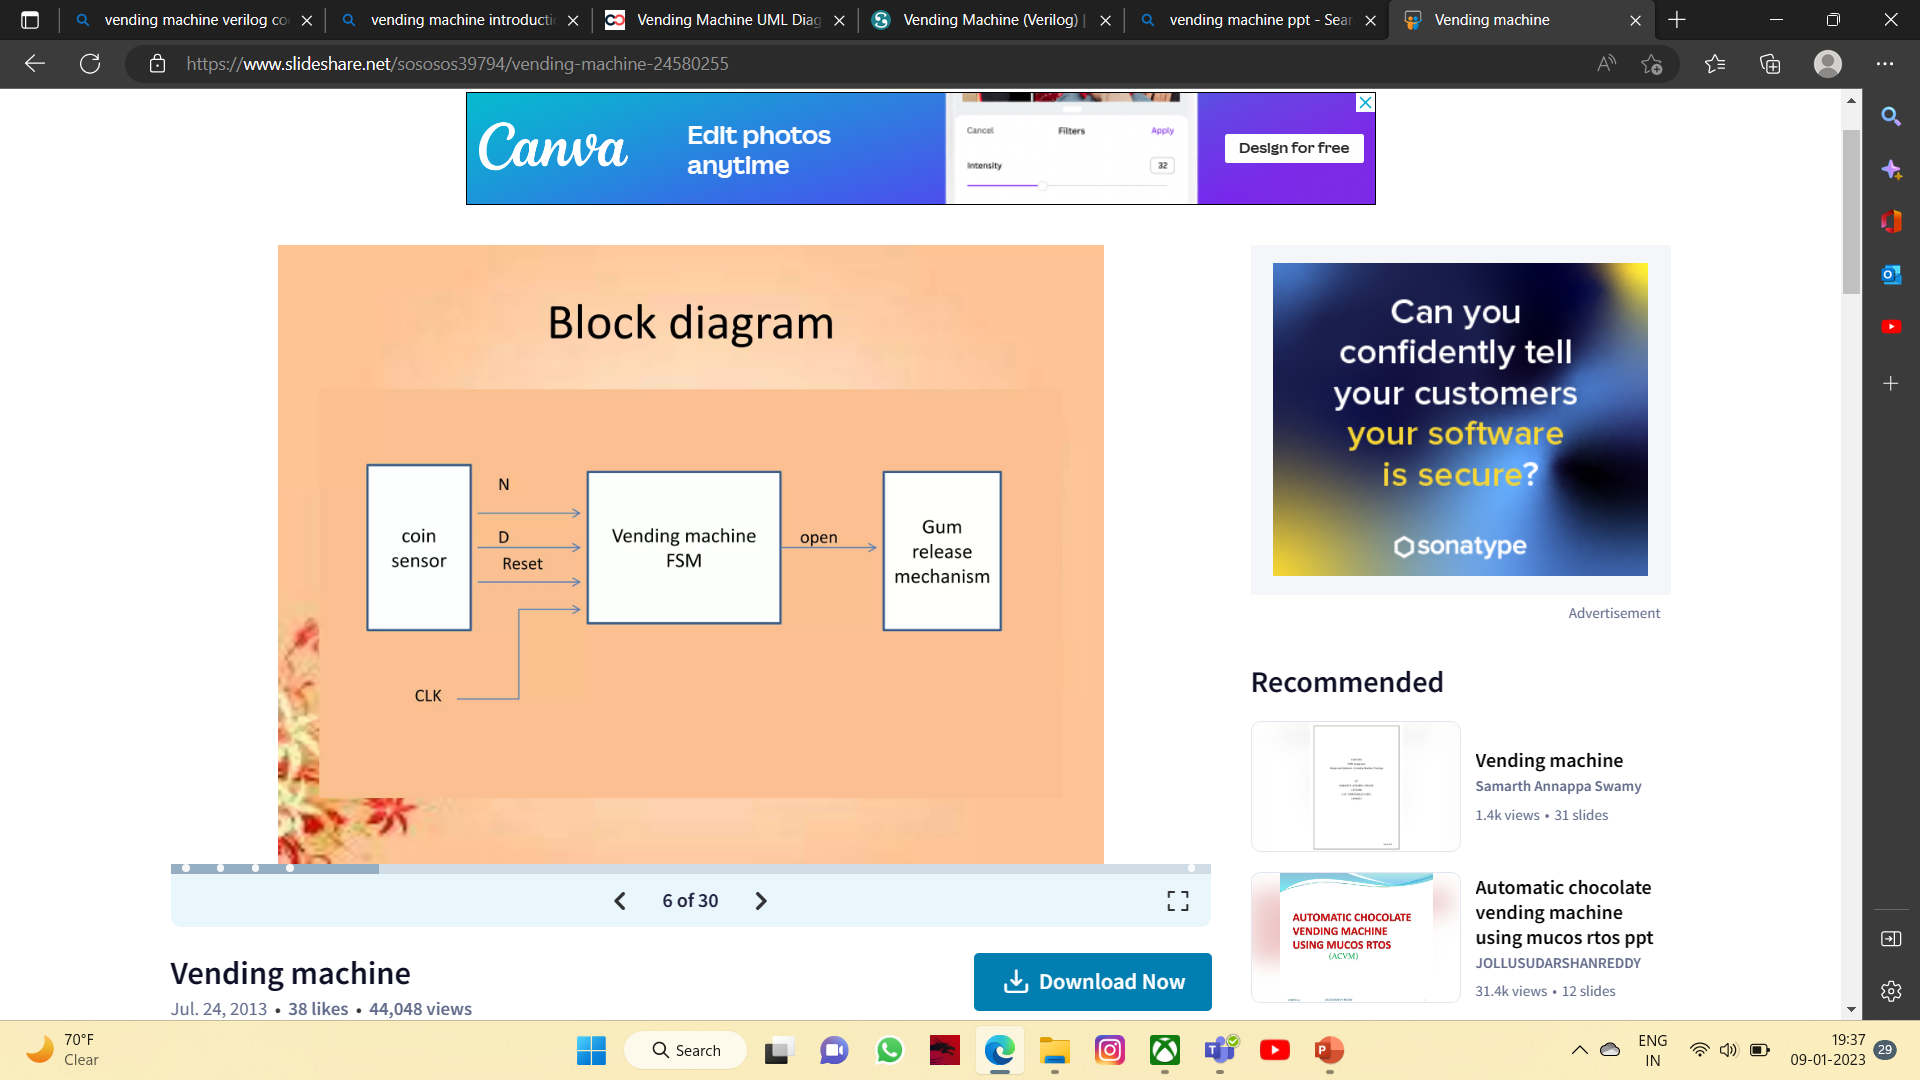 vending machine verilog co
vending machine introducti
Vending Machine UML Diag
Vending Machine (Verilog) |
vending machine ppt - Sear
Vending machine
https://www.slideshare.net/sososos39794/vending-machine-24580255
Canva
Edit photos
anytime
Cancel
Filters
Apply
Intensity
32
Design for free
Block diagram
coin
sensor
N
D
Reset
CLK
Vending machine
FSM
open
Gum
release
mechanism
6 of 30
Vending machine
Jul. 24, 2013 • 38 likes • 44,048 views
Download Now
Can you
confidently tell
your customers
your software
is secure?
sonatype
Advertisement
Recommended
Vending machine
Samarth Annappa Swamy
1.4k views • 31 slides
AUTOMATIC CHOCOLATE
VENDING MACHINE
USING MUCOS RTOS
(ACVM)
Automatic chocolate
vending machine
using mucos rtos ppt
JOLLUSUDARSHANREDDY
31.4k views • 12 slides
70°F
Clear
Search
ENG
IN
19:37
09-01-2023
29